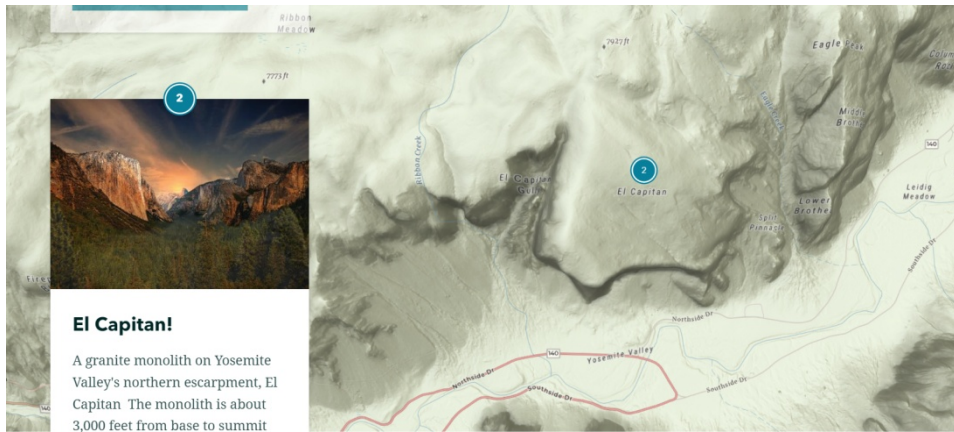 Ribbon
Meadow
7773 ft
2
El Capitan!
A granite monolith on Yosemite
Valley's northern escarpment, El
Capitan  The monolith is about
3,000 feet from base to summit
7927 ft
Eagle Peak
Middle
Ribbon Creek
El Capitan
2
El Capitan
Lower
Brothe
Split
Pinnacle
140
Leidig
Meadow
Southside Dr
Northside Dr
140
Yosemite Valley
Northside Dr
Southside Dr
Southside Dr
140